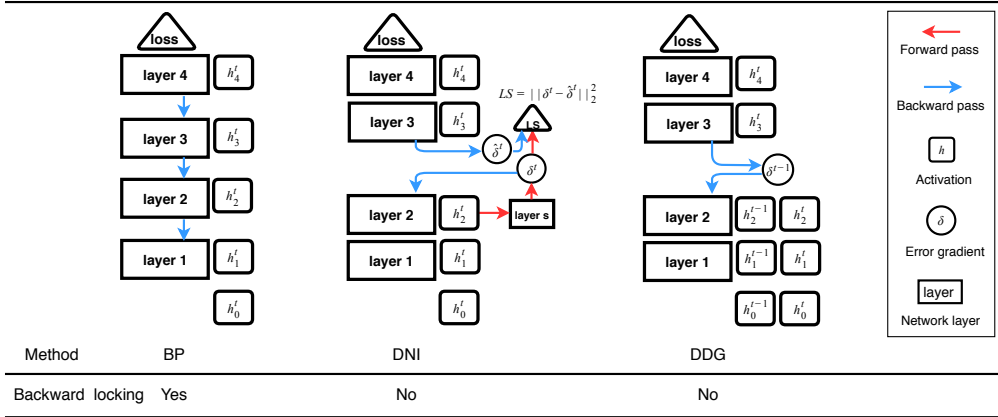 loss
layer 4 h_4^t
layer 3 h_3^t
layer 2 h_2^t
layer 1 h_1^t
h_0^t
loss
layer 4 h_4^t
LS = ||δ^t − δ̂^t||_2^2
layer 3 h_3^t
LS
δ̂^t
δ^t
layer 2 h_2^t layer s
layer 1 h_1^t
h_0^t
loss
layer 4 h_4^t
layer 3 h_3^t
δ^{t−1}
layer 2 h_2^{t−1} h_2^t
layer 1 h_1^{t−1} h_1^t
h_0^{t−1} h_0^t
Forward pass
Backward pass
h
Activation
δ
Error gradient
layer
Network layer
Method BP DNI DDG
Backward locking Yes No No